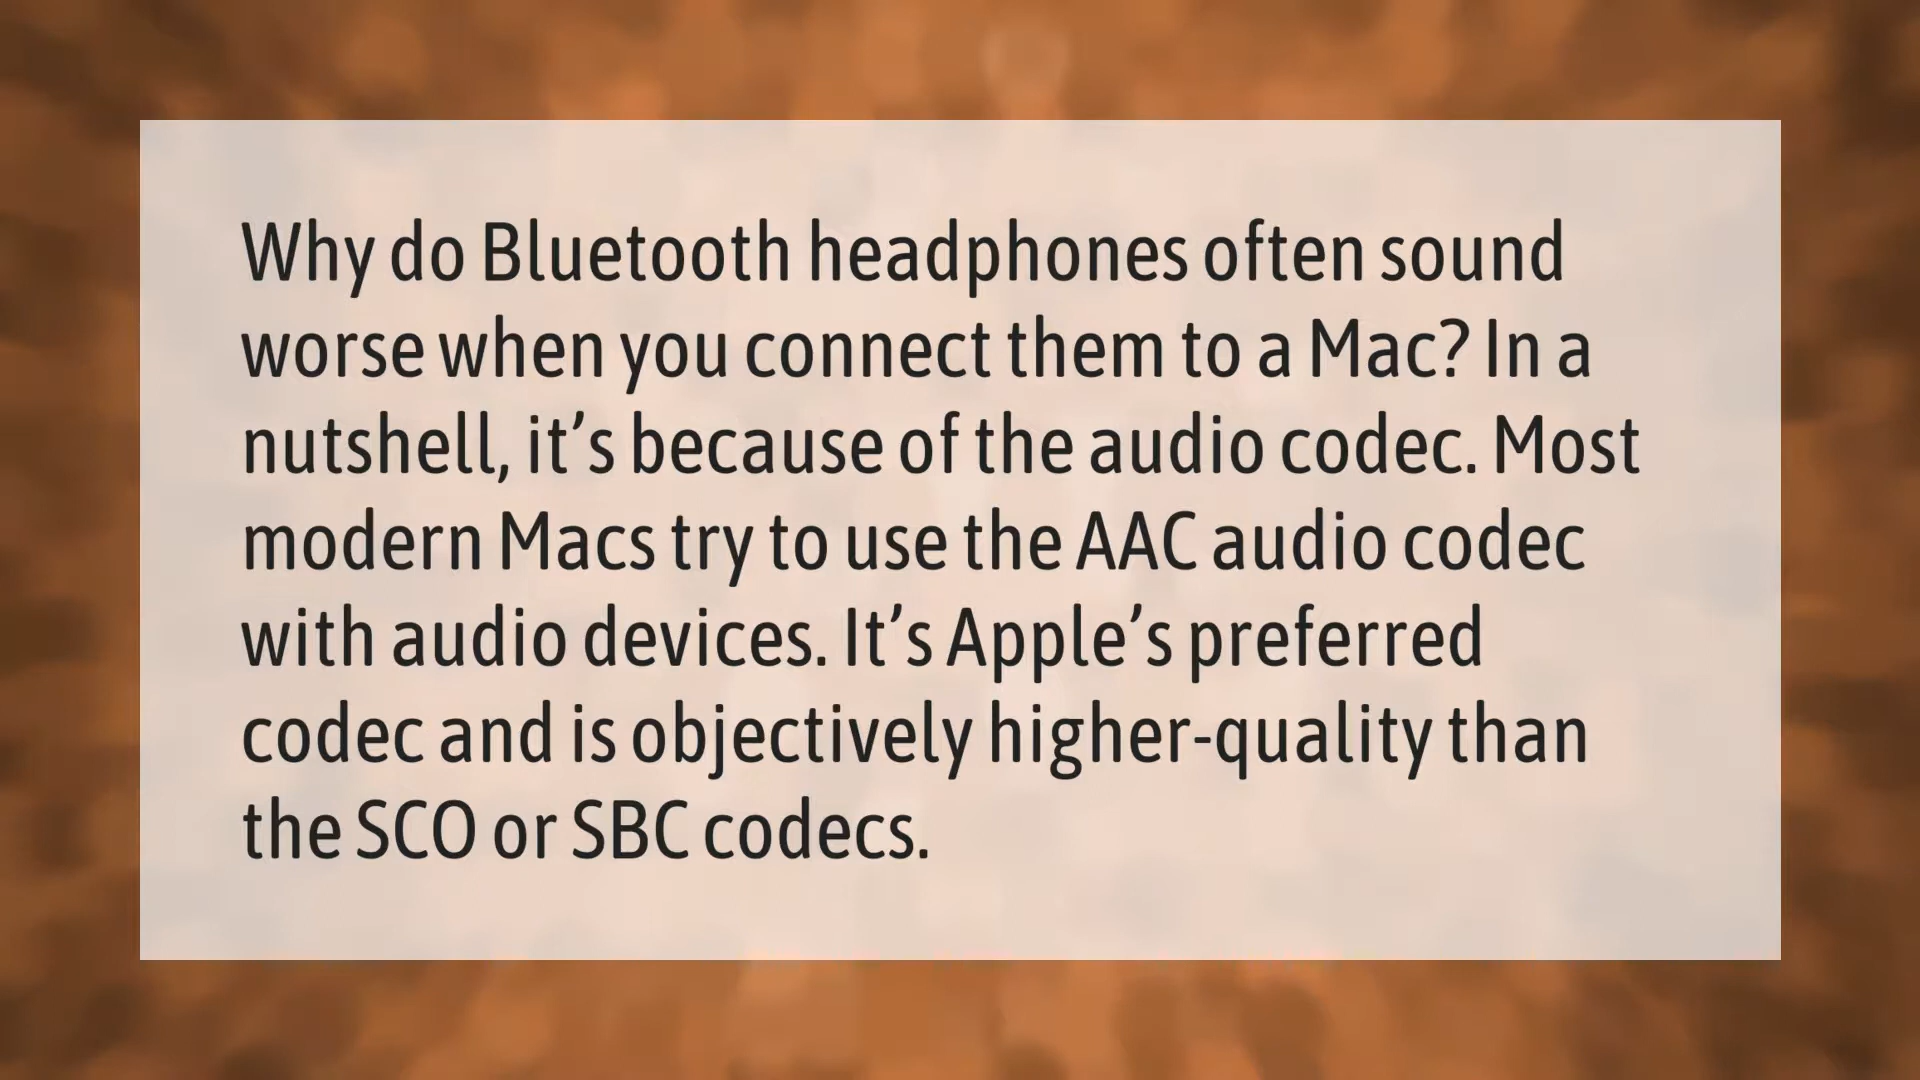 Why do Bluetooth headphones often sound
worse when you connect them to a Mac? In a
nutshell, it’s because of the audio codec. Most
modern Macs try to use the AAC audio codec
with audio devices. It’s Apple’s preferred
codec and is objectively higher-quality than
the SCO or SBC codecs.